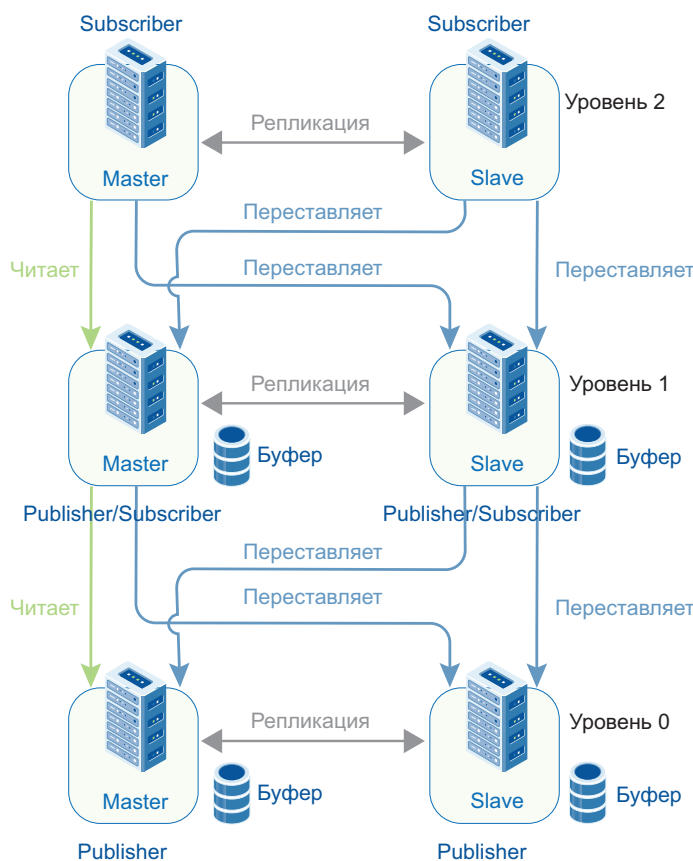 Subscriber
Subscriber
Уровень 2
Репликация
Master
Slave
Переставляет
Читает
Переставляет
Переставляет
Репликация
Уровень 1
Master
Буфер
Slave
Буфер
Publisher/Subscriber
Publisher/Subscriber
Переставляет
Читает
Переставляет
Переставляет
Репликация
Уровень 0
Master
Буфер
Slave
Буфер
Publisher
Publisher